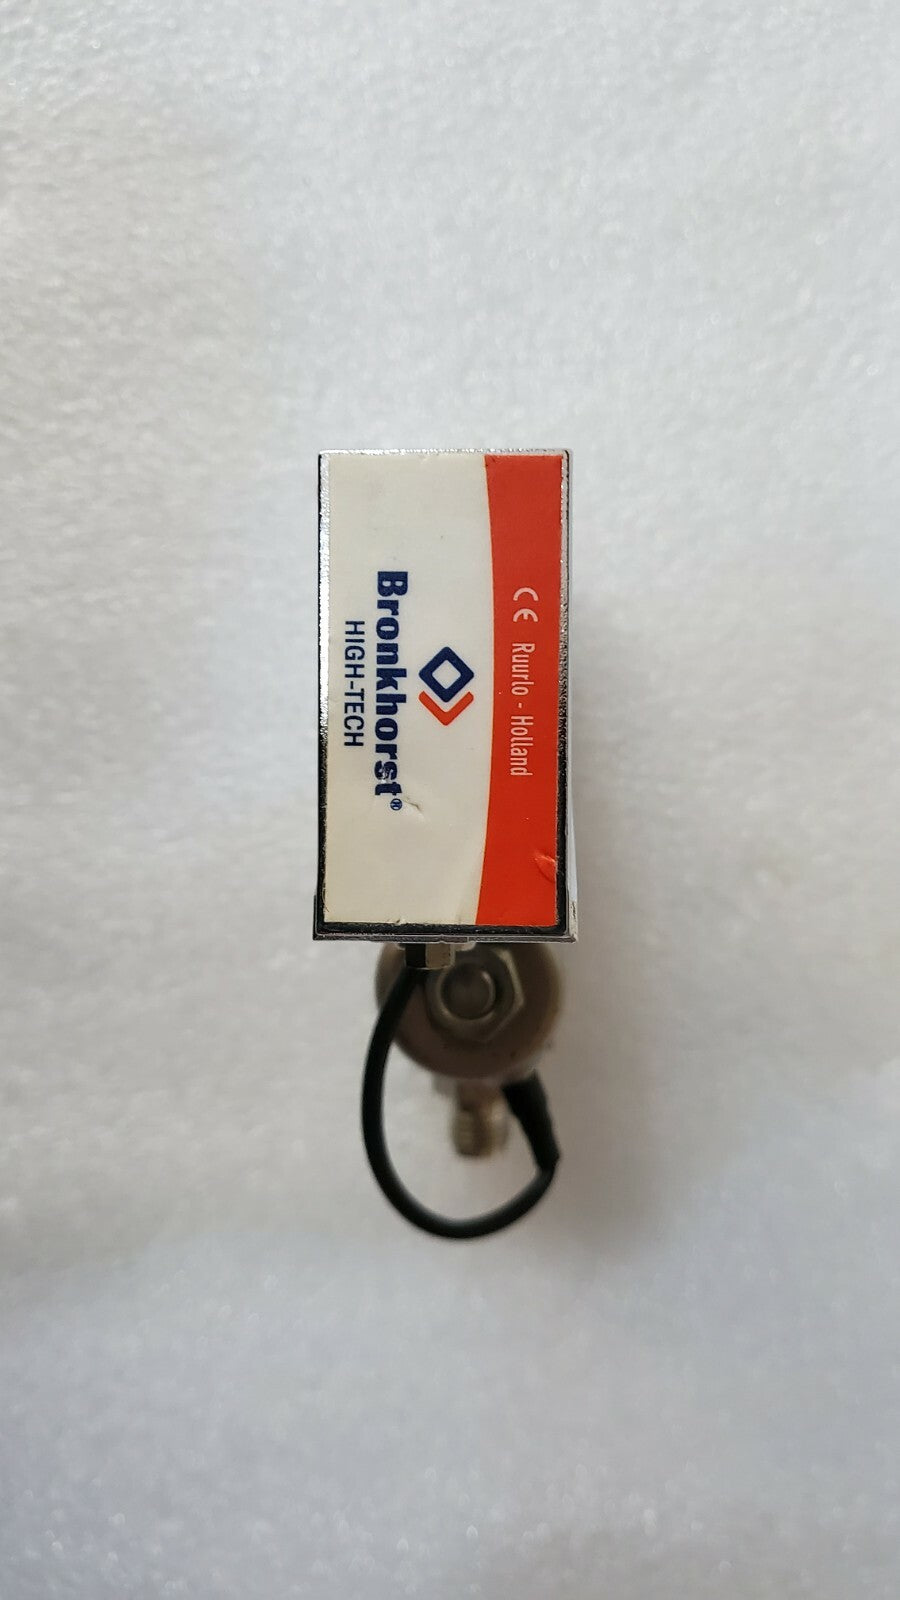 CE Ruurlo - Holland
Bronkhorst®
HIGH-TECH